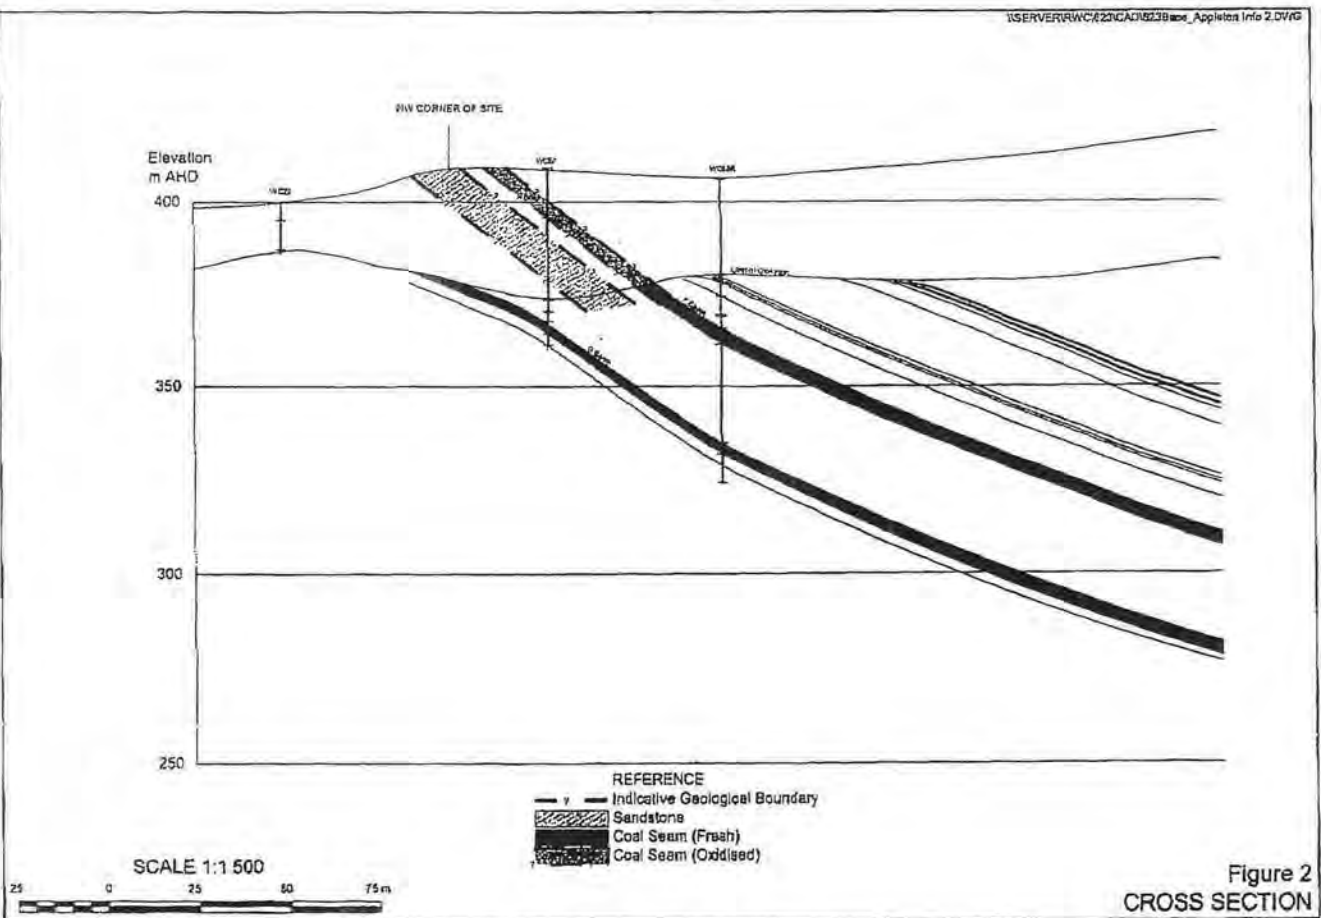 NW CORNER OF SITE
Elevation
m AHD
400
350
300
250
REFERENCE
? Indicative Geological Boundary
Sandstone
Coal Seam (Fresh)
Coal Seam (Oxidised)
SCALE 1:1 500
25 0 25 50 75 m
Figure 2
CROSS SECTION